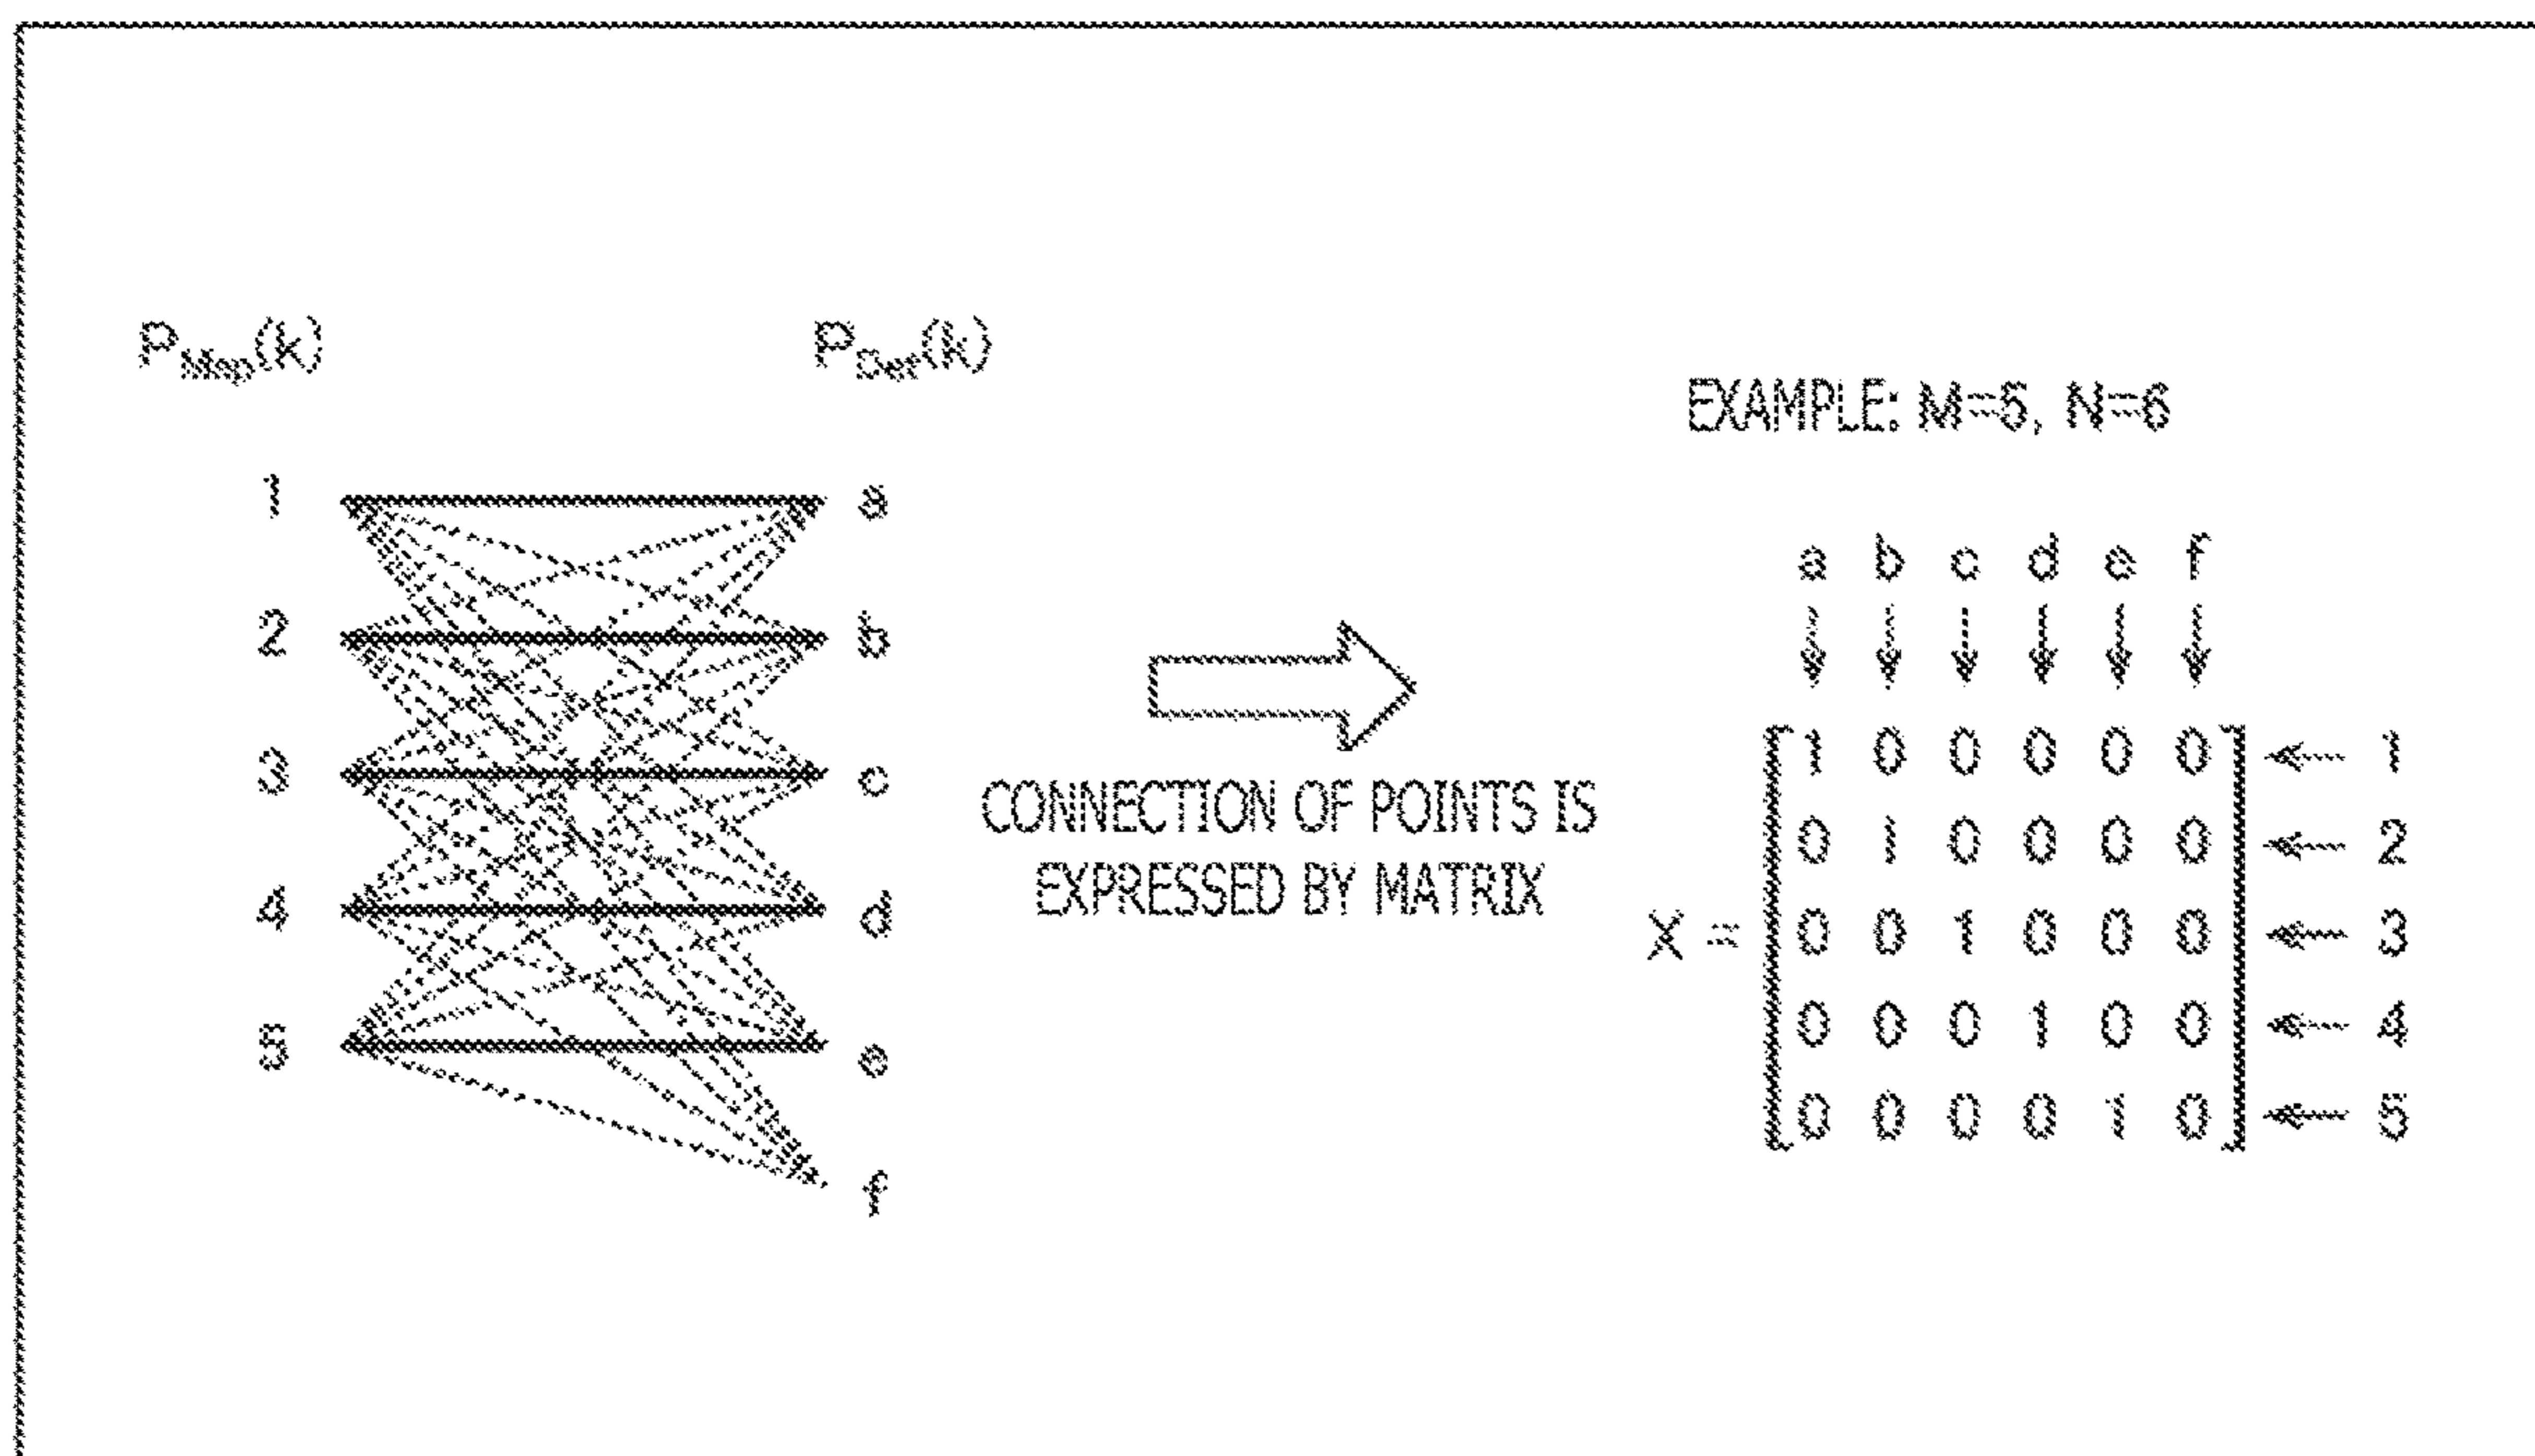 P_Map(k) P_Det(k)
EXAMPLE: M=5, N=6
1 a
2 b
3 c
4 d
5 e
f
CONNECTION OF POINTS IS
EXPRESSED BY MATRIX
a b c d e f
1 0 0 0 0 0 1
0 1 0 0 0 0 2
X = 0 0 1 0 0 0 3
0 0 0 1 0 0 4
0 0 0 0 1 0 5